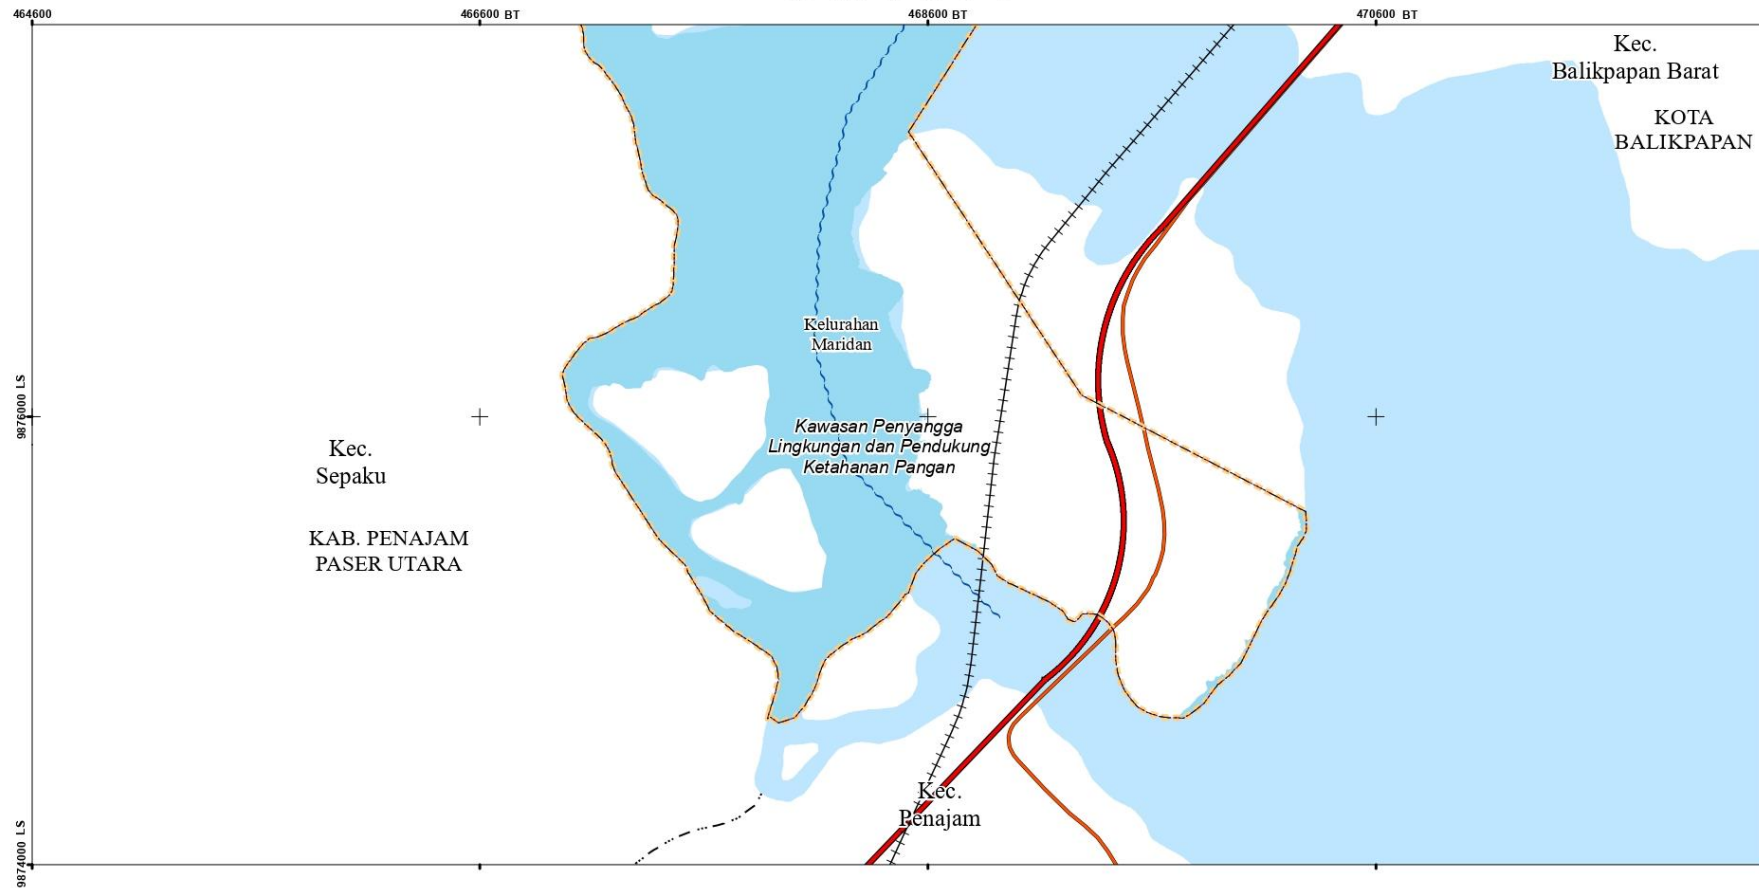 464600
466600 BT
468600 BT
470600 BT
Kec.
Balikpapan Barat
KOTA
BALIKPAPAN
Kelurahan
Maridan
9876000 LS
Kawasan Penyangga
Lingkungan dan Pendukung
Ketahanan Pangan
Kec.
Sepaku
KAB. PENAJAM
PASER UTARA
Kec.
Penajam
9874000 LS